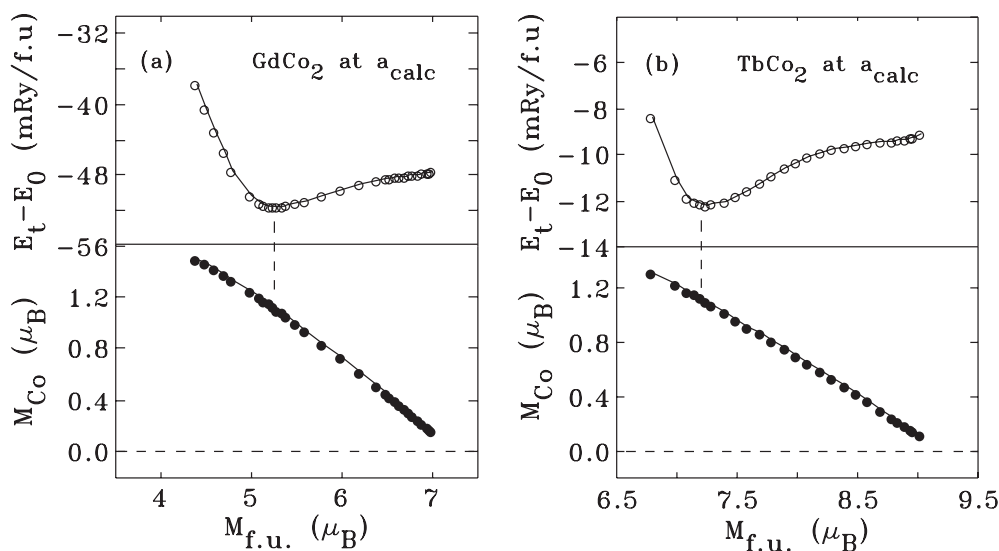 (a) GdCo2 at acalc
Et−E0 (mRy/f.u)
−32
−40
−48
−56
MCo (μB)
1.2
0.8
0.4
0.0
4 5 6 7
Mf.u. (μB)
(b) TbCo2 at acalc
Et−E0 (mRy/f.u)
−6
−8
−10
−12
−14
MCo (μB)
1.2
0.8
0.4
0.0
6.5 7.5 8.5 9.5
Mf.u. (μB)